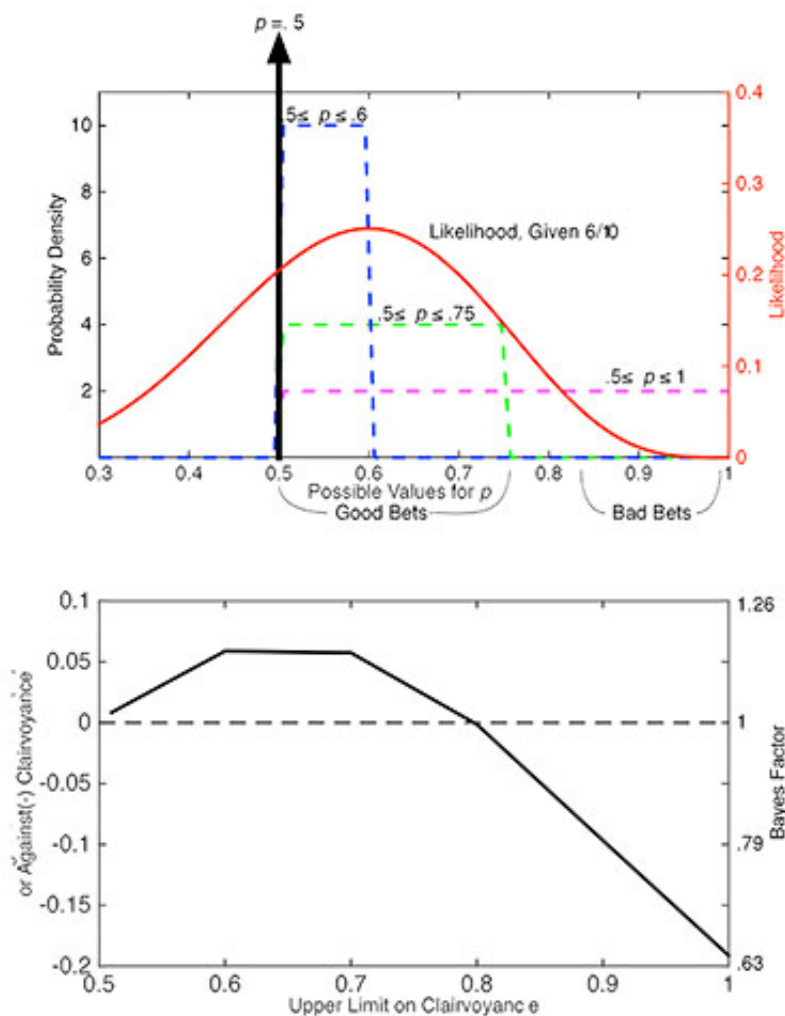 p = . 5
.5≤ p ≤ .6
Likelihood, Given 6/10
.5≤ p ≤ .75
.5≤ p ≤ 1
Probability Density
10
8
6
4
2
Likelihood
0.4
0.3
0.2
0.1
0
0.3 0.4 0.5 0.6 0.7 0.8 0.9 1
Possible Values for p
Good Bets Bad Bets
or Against(-) Clairvoyance
0.1
0.05
0
-0.05
-0.1
-0.15
-0.2
Bayes Factor
1.26
1
.79
.63
0.5 0.6 0.7 0.8 0.9 1
Upper Limit on Clairvoyance